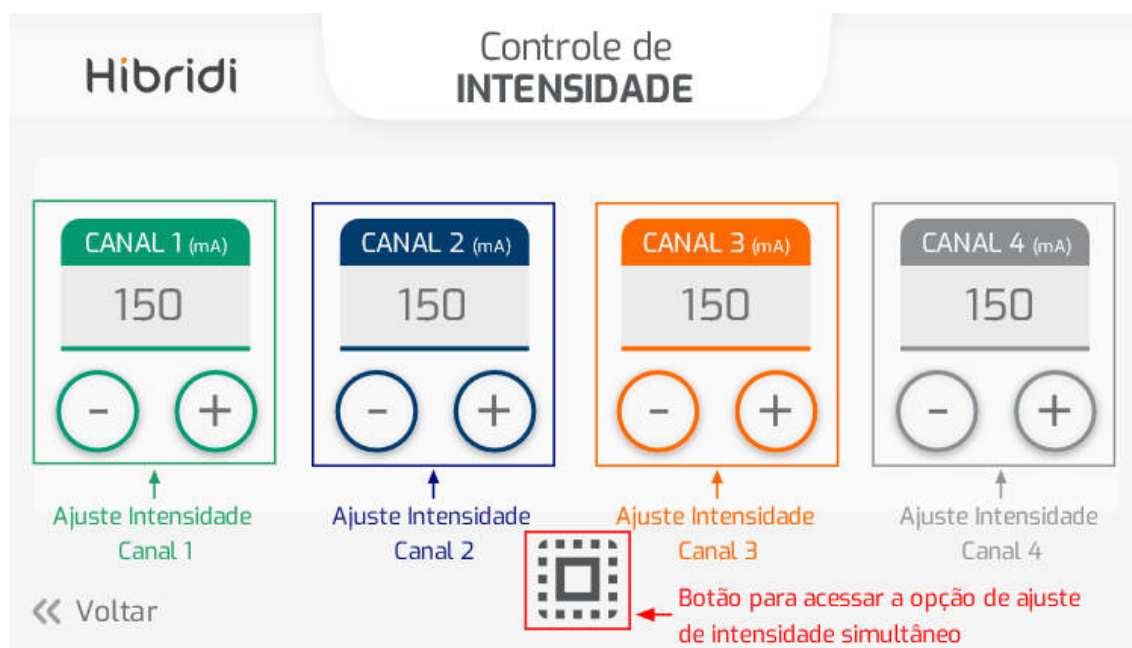 Hibridi
Controle de
INTENSIDADE
CANAL 1 (mA)
150
- +
Ajuste Intensidade
Canal 1
CANAL 2 (mA)
150
- +
Ajuste Intensidade
Canal 2
CANAL 3 (mA)
150
- +
Ajuste Intensidade
Canal 3
CANAL 4 (mA)
150
- +
Ajuste Intensidade
Canal 4
Voltar
Botão para acessar a opção de ajuste
de intensidade simultâneo